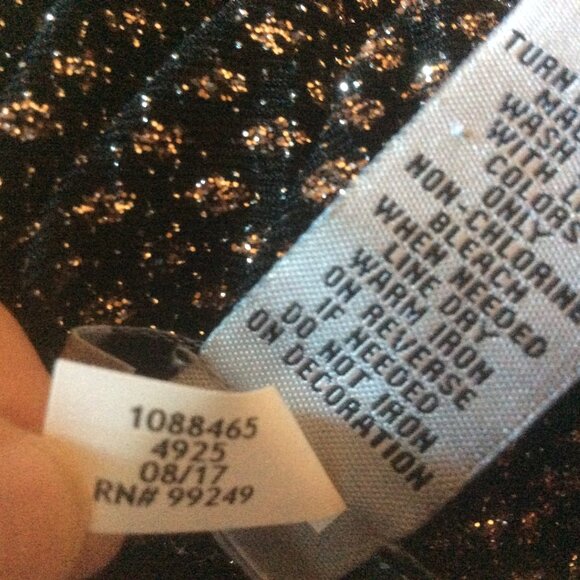 TURN
MAC
WASH
WITH L
COLORS
ONLY
NON-CHLORINE
BLEACH
WHEN NEEDED
LINE DRY
WARM IRON
ON REVERSE
IF NEEDED
DO NOT IRON
ON DECORATION
1088465
4925
08/17
RN# 99249